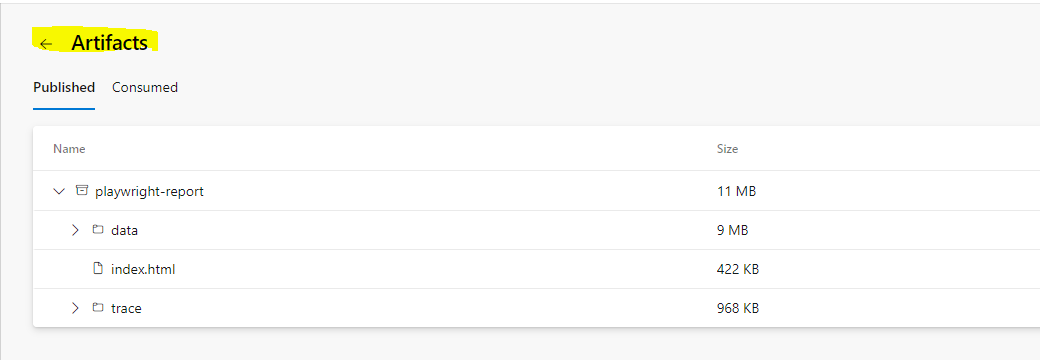 Artifacts
Published Consumed
Name Size
playwright-report 11 MB
data 9 MB
index.html 422 KB
trace 968 KB